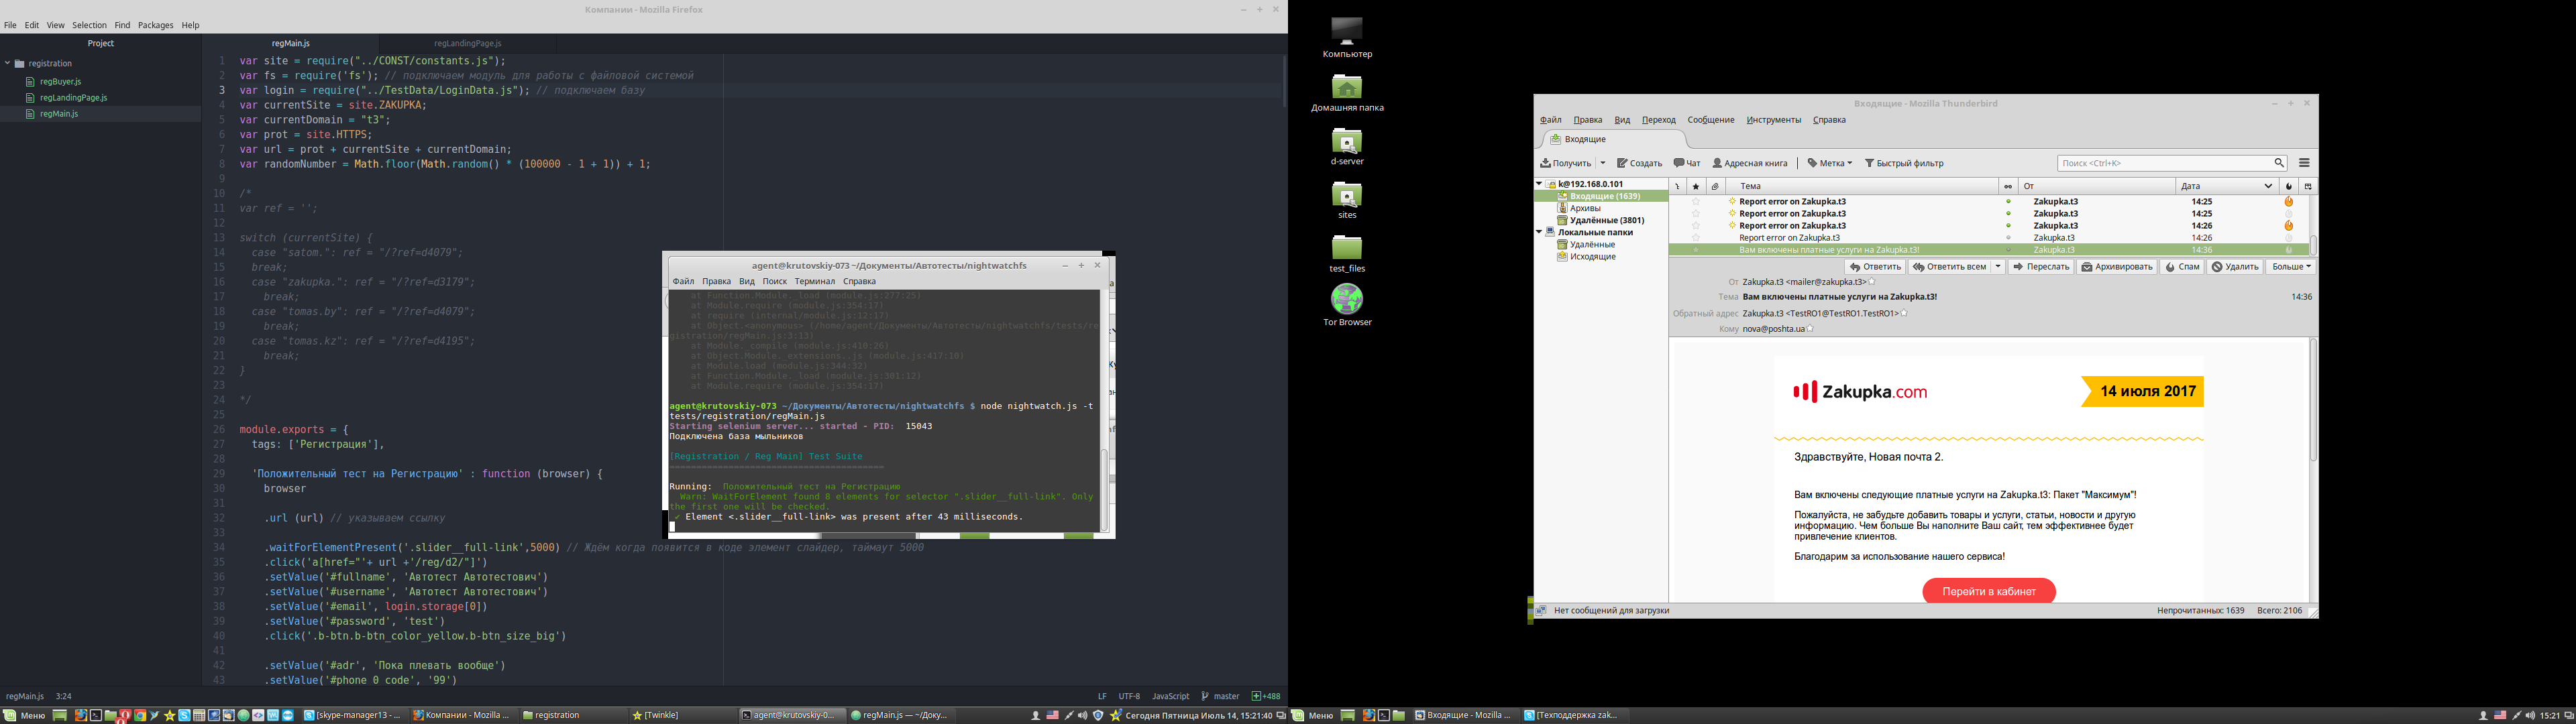 Компании - Mozilla Firefox
File Edit View Selection Find Packages Help
Project
registration
regBuyer.js
regLandingPage.js
regMain.js
regMain.js regLandingPage.js
1 var site = require("../CONST/constants.js");
2 var fs = require('fs'); // подключаем модуль для работы с файловой системой
3 var login = require("../TestData/LoginData.js"); // подключаем базу
4 var currentSite = site.ZAKUPKA;
5 var currentDomain = "t3";
6 var prot = site.HTTPS;
7 var url = prot + currentSite + currentDomain;
8 var randomNumber = Math.floor(Math.random() * (100000 - 1 + 1)) + 1;
9
10 /*
11 var ref = '';
12
13 switch (currentSite) {
14 case "satom.": ref = "/?ref=d4079";
15 break;
16 case "zakupka.": ref = "/?ref=d3179";
17 break;
18 case "tomas.by": ref = "/?ref=d4079";
19 break;
20 case "tomas.kz": ref = "/?ref=d4195";
21 break;
22 }
23
24 */
25
26 module.exports = {
27 tags: ['Регистрация'],
28
29 'Положительный тест на Регистрацию' : function (browser) {
30 browser
31
32 .url (url) // указываем ссылку
33
34 .waitForElementPresent('.slider__full-link',5000) // Ждём когда появится в коде элемент слайдер, таймаут 5000
35 .click('a[href="'+ url +'/reg/d2/"]')
36 .setValue('#fullname', 'Автотест Автотестович')
37 .setValue('#username', 'Автотест Автотестович')
38 .setValue('#email', login.storage[0])
39 .setValue('#password', 'test')
40 .click('.b-btn.b-btn_color_yellow.b-btn_size_big')
41
42 .setValue('#adr', 'Пока плевать вообще')
43 .setValue('#phone_0_code', '99')
regMain.js 3:24 LF UTF-8 JavaScript master +488
agent@krutovskiy-073 ~/Документы/Автотесты/nightwatchfs
Файл Правка Вид Поиск Терминал Справка
at Function.Module._load (module.js:277:25)
at Module.require (module.js:354:17)
at require (internal/module.js:12:17)
at Object.<anonymous> (/home/agent/Документы/Автотесты/nightwatchfs/tests/re
gistration/regMain.js:3:13)
at Module._compile (module.js:410:26)
at Object.Module._extensions..js (module.js:417:10)
at Module.load (module.js:344:32)
at Function.Module._load (module.js:301:12)
at Module.require (module.js:354:17)
agent@krutovskiy-073 ~/Документы/Автотесты/nightwatchfs $ node nightwatch.js -t
tests/registration/regMain.js
Starting selenium server... started - PID: 15043
Подключена база мыльников
[Registration / Reg Main] Test Suite
========================================
Running: Положительный тест на Регистрацию
Warn: WaitForElement found 8 elements for selector ".slider__full-link". Only
the first one will be checked.
✔ Element <.slider__full-link> was present after 43 milliseconds.
Меню [skype-manager13 - ... Компании - Mozilla ... registration [Twinkle] agent@krutovskiy-0... regMain.js — ~/Доку... Сегодня Пятница Июль 14, 15:21:40
Компьютер
Домашняя папка
d-server
sites
test_files
Tor Browser
Входящие - Mozilla Thunderbird
Файл Правка Вид Переход Сообщение Инструменты Справка
Входящие
Получить Создать Чат Адресная книга Метка Быстрый фильтр Поиск <Ctrl+K>
k@192.168.0.101
Входящие (1639)
Архивы
Удалённые (3801)
Локальные папки
Удалённые
Исходящие
Тема От Дата
Report error on Zakupka.t3 Zakupka.t3 14:25
Report error on Zakupka.t3 Zakupka.t3 14:25
Report error on Zakupka.t3 Zakupka.t3 14:26
Report error on Zakupka.t3 Zakupka.t3 14:26
Вам включены платные услуги на Zakupka.t3! Zakupka.t3 14:36
Ответить Ответить всем Переслать Архивировать Спам Удалить Больше
От Zakupka.t3 <mailer@zakupka.t3>
Тема Вам включены платные услуги на Zakupka.t3! 14:36
Обратный адрес Zakupka.t3 <TestRO1@TestRO1.TestRO1>
Кому nova@poshta.ua
Zakupka.com 14 июля 2017
Здравствуйте, Новая почта 2.
Вам включены следующие платные услуги на Zakupka.t3: Пакет "Максимум"!
Пожалуйста, не забудьте добавить товары и услуги, статьи, новости и другую
информацию. Чем больше Вы наполните Ваш сайт, тем эффективнее будет
привлечение клиентов.
Благодарим за использование нашего сервиса!
Перейти в кабинет
Нет сообщений для загрузки Непрочитанных: 1639 Всего: 2106
Меню Входящие - Mozilla ... [Техподдержка zak... 15:21